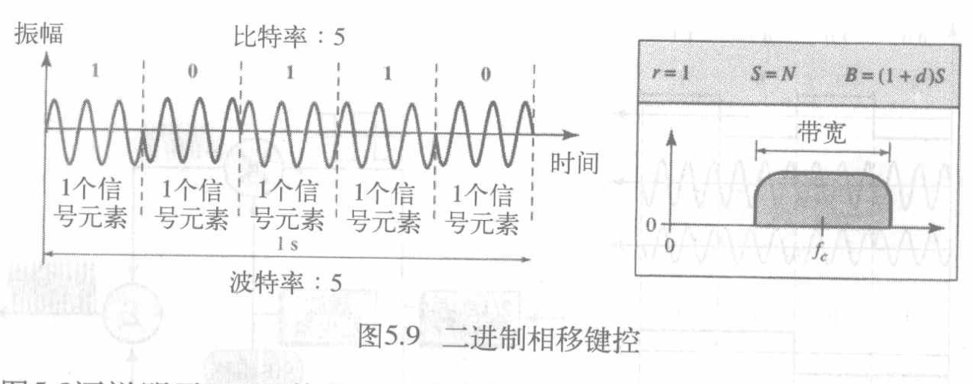 振幅
比特率：5
1 0 1 1 0
时间
1个信号元素 1个信号元素 1个信号元素 1个信号元素 1个信号元素
1 s
波特率：5
r = 1 S = N B = (1 + d)S
带宽
0
0
f_c
图5.9 二进制相移键控